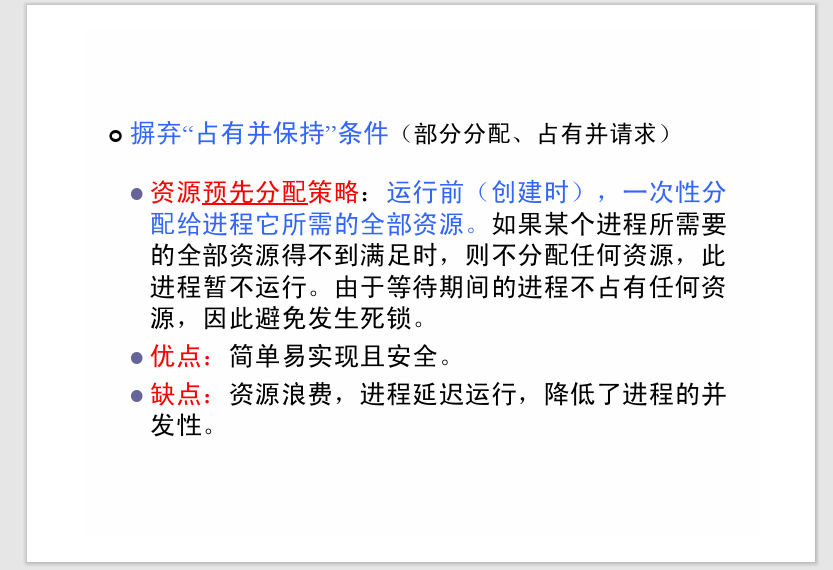 摒弃“占有并保持”条件（部分分配、占有并请求）
资源预先分配策略：运行前（创建时），一次性分
配给进程它所需的全部资源。如果某个进程所需要
的全部资源得不到满足时，则不分配任何资源，此
进程暂不运行。由于等待期间的进程不占有任何资
源，因此避免发生死锁。
优点：简单易实现且安全。
缺点：资源浪费，进程延迟运行，降低了进程的并
发性。